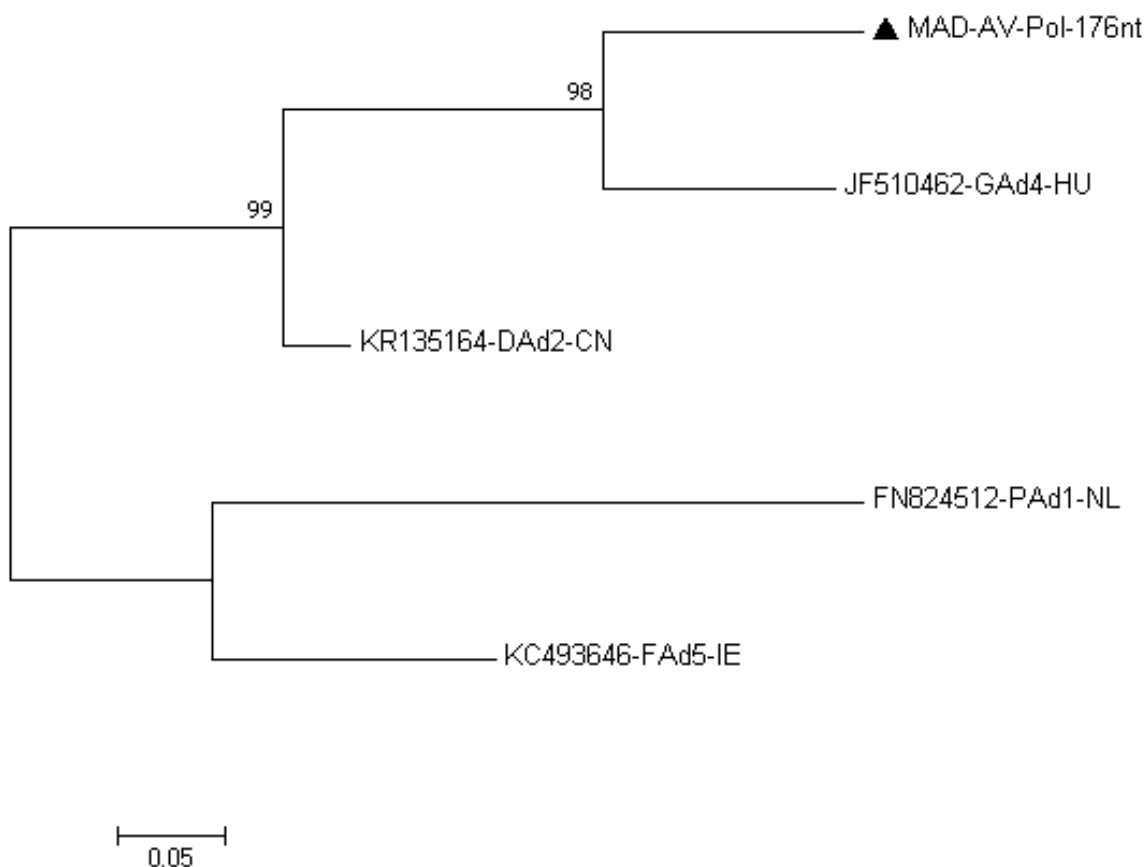 ▲ MAD-AV-Pol-176nt
98
JF510462-GAd4-HU
99
KR135164-DAd2-CN
FN824512-PAd1-NL
KC493646-FAd5-IE
0.05